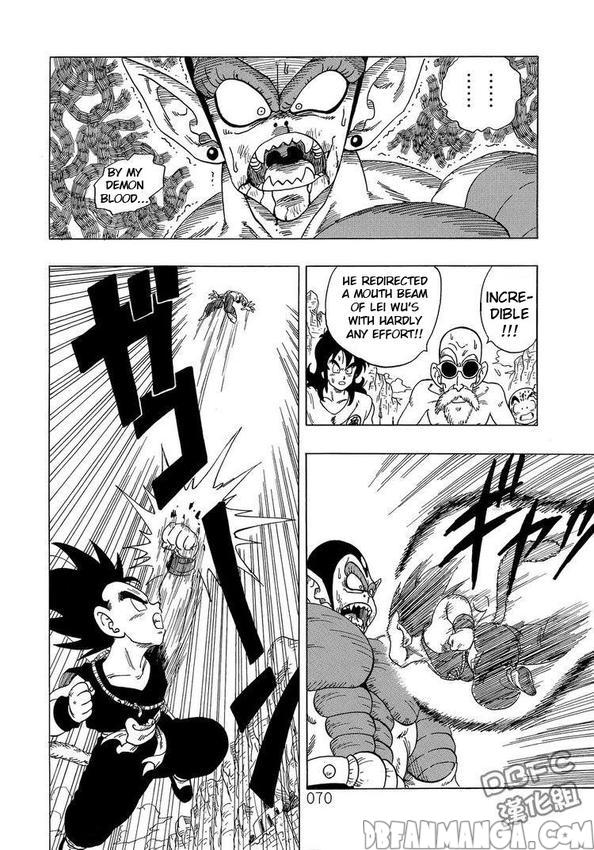 ......
BY MY
DEMON
BLOOD...
INCRE-
DIBLE
!!!
HE REDIRECTED
A MOUTH BEAM
OF LEI WU'S
WITH HARDLY
ANY EFFORT!!
070
DBFC
漢化組
DBFANMANGA.COM